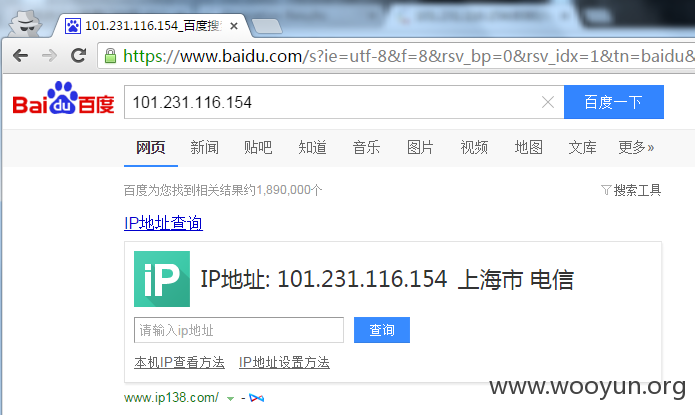 101.231.116.154_百度搜
https://www.baidu.com/s?ie=utf-8&f=8&rsv_bp=0&rsv_idx=1&tn=baidu&
Baidu百度 101.231.116.154 百度一下
网页 新闻 贴吧 知道 音乐 图片 视频 地图 文库 更多»
百度为您找到相关结果约1,890,000个 搜索工具
IP地址查询
iP IP地址: 101.231.116.154 上海市 电信
请输入ip地址 查询
本机IP查看方法 IP地址设置方法
www.ip138.com/ -
www.wooyun.org